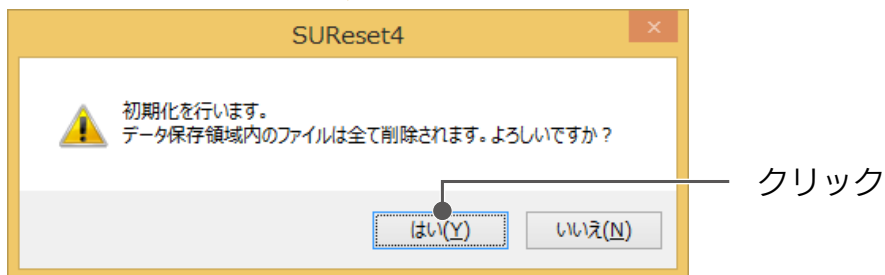 SUReset4
初期化を行います。
データ保存領域内のファイルは全て削除されます。よろしいですか？
クリック
はい(Y)
いいえ(N)